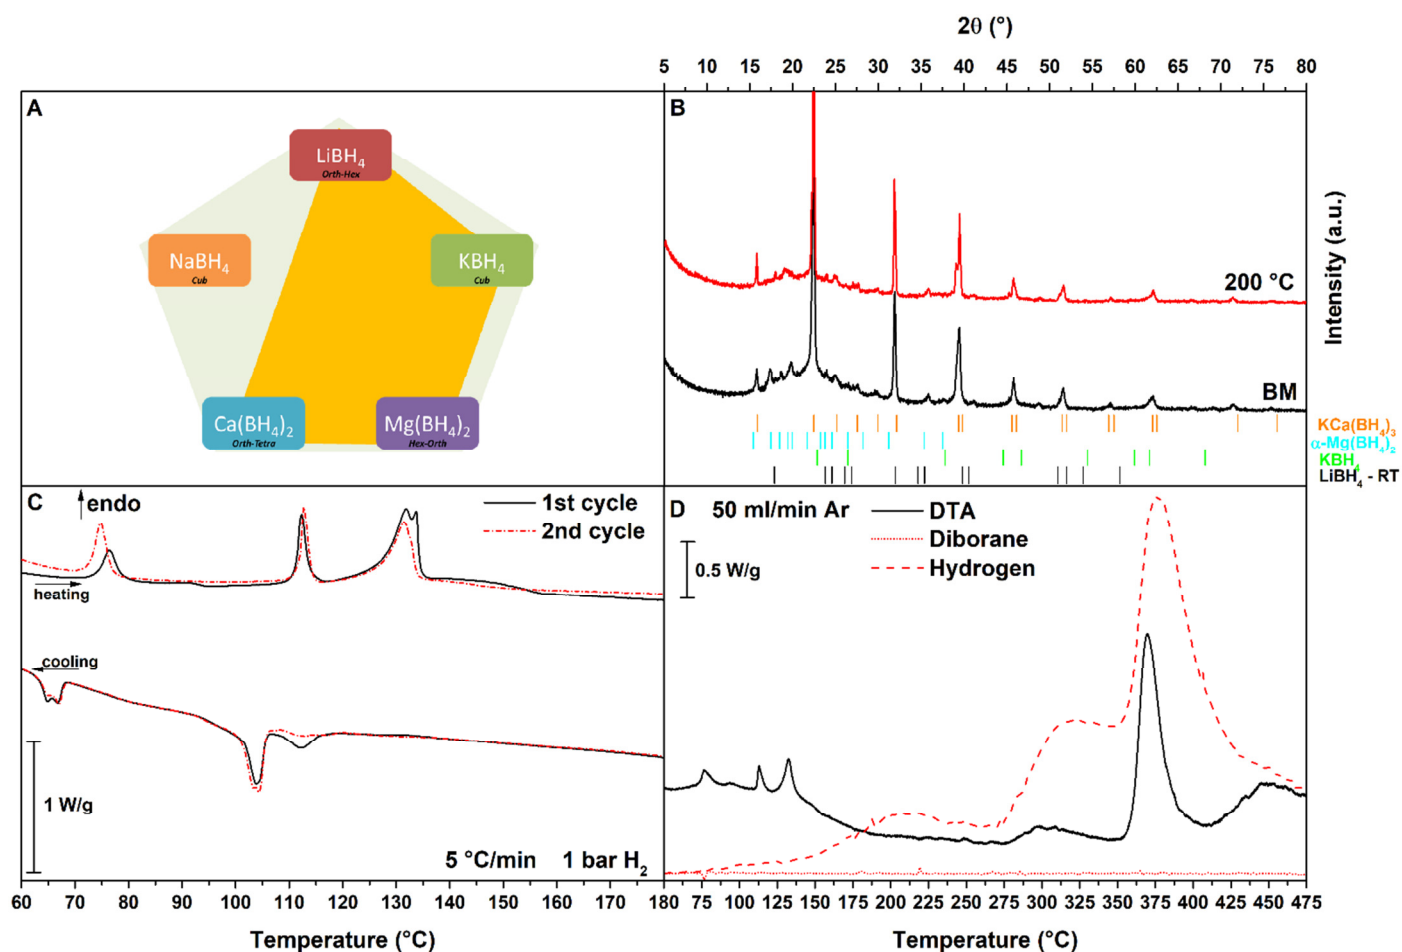 2θ (°)
5 10 15 20 25 30 35 40 45 50 55 60 65 70 75 80
A
LiBH4
Orth-Hex
NaBH4
Cub
KBH4
Cub
Ca(BH4)2
Orth-Tetra
Mg(BH4)2
Hex-Orth
B
200 °C
BM
Intensity (a.u.)
KCa(BH4)3
α-Mg(BH4)2
KBH4
LiBH4 - RT
C
endo
1st cycle
2nd cycle
heating
cooling
1 W/g
5 °C/min 1 bar H2
60 70 80 90 100 110 120 130 140 150 160 170 180
Temperature (°C)
D
50 ml/min Ar
0.5 W/g
DTA
Diborane
Hydrogen
75 100 125 150 175 200 225 250 275 300 325 350 375 400 425 450 475
Temperature (°C)